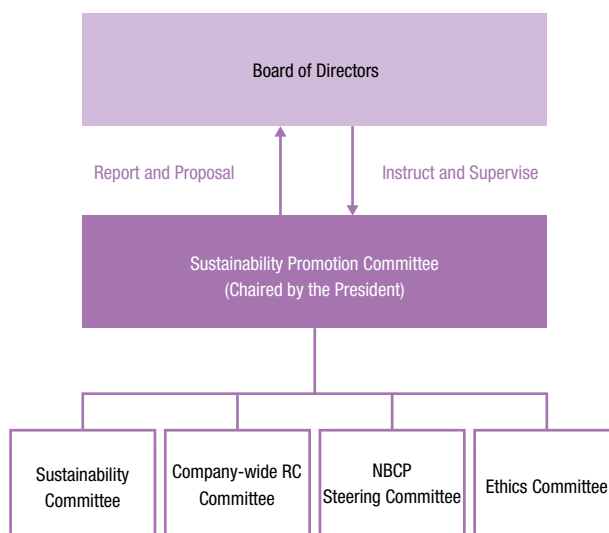 Board of Directors
Report and Proposal
Instruct and Supervise
Sustainability Promotion Committee
(Chaired by the President)
Sustainability
Committee
Company-wide RC
Committee
NBCP
Steering Committee
Ethics Committee